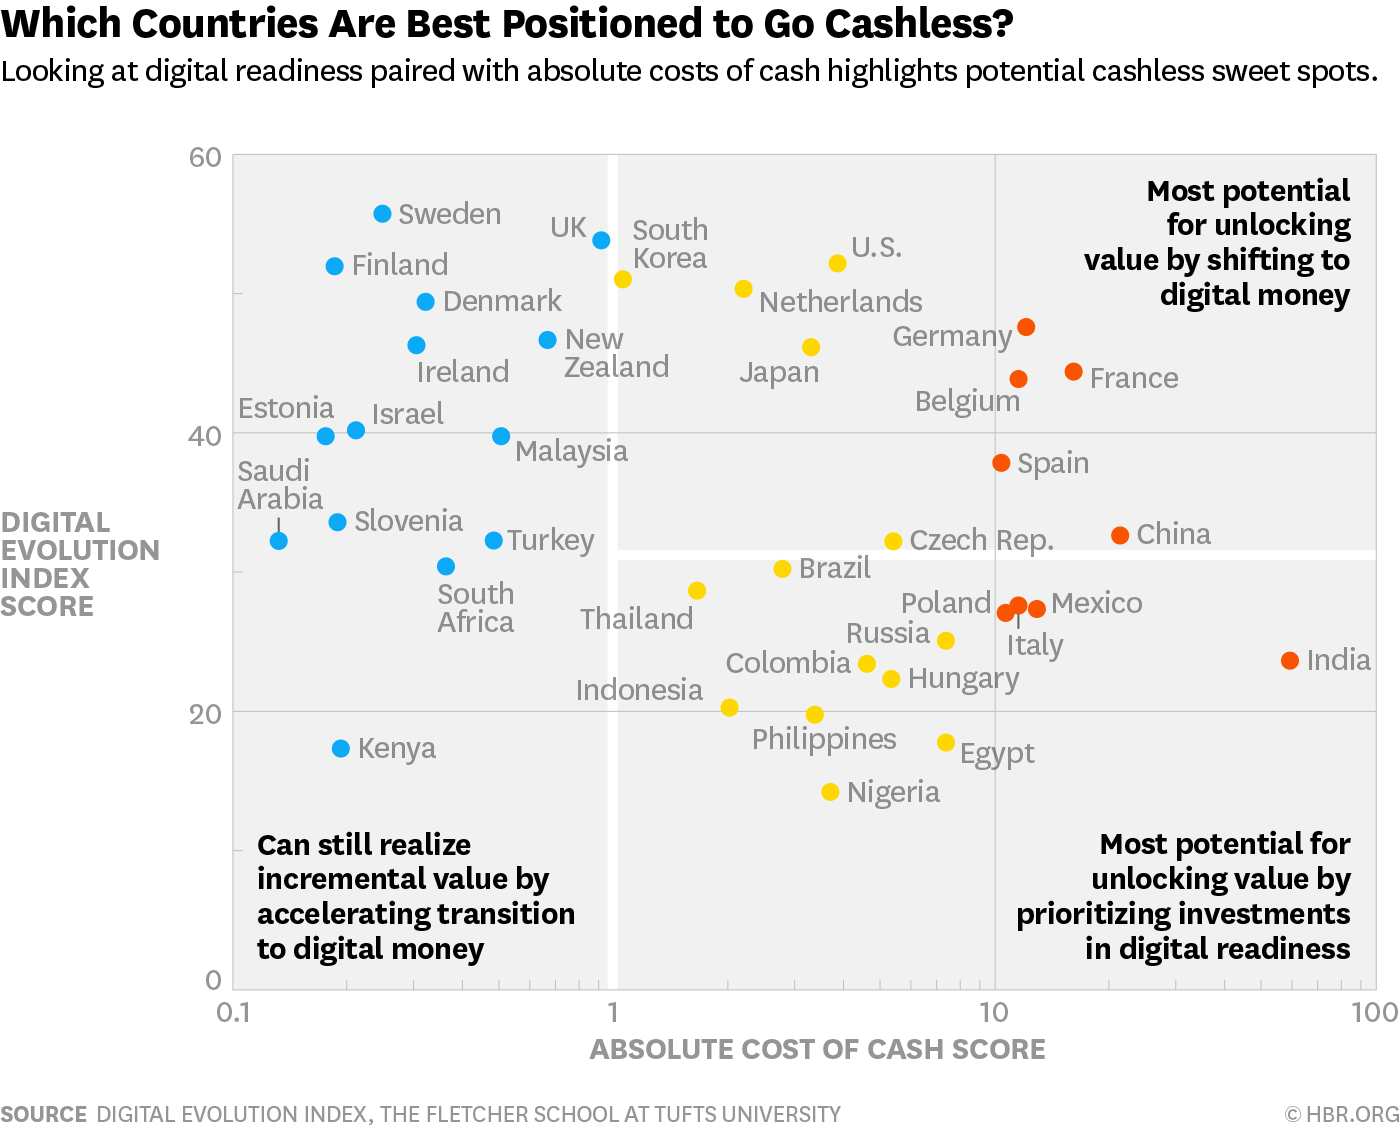 Which Countries Are Best Positioned to Go Cashless?
Looking at digital readiness paired with absolute costs of cash highlights potential cashless sweet spots.
60
40
20
0
DIGITAL
EVOLUTION
INDEX
SCORE
Most potential
for unlocking
value by shifting to
digital money
Sweden
UK
South
Korea
U.S.
Finland
Denmark
Netherlands
New
Zealand
Germany
Ireland
Japan
France
Belgium
Estonia
Israel
Malaysia
Saudi
Arabia
Spain
Slovenia
Turkey
Czech Rep.
China
South
Africa
Brazil
Thailand
Poland
Mexico
Italy
Russia
Colombia
Hungary
India
Indonesia
Philippines
Kenya
Egypt
Nigeria
Can still realize
incremental value by
accelerating transition
to digital money
Most potential for
unlocking value by
prioritizing investments
in digital readiness
0.1
1
10
100
ABSOLUTE COST OF CASH SCORE
SOURCE DIGITAL EVOLUTION INDEX, THE FLETCHER SCHOOL AT TUFTS UNIVERSITY
© HBR.ORG